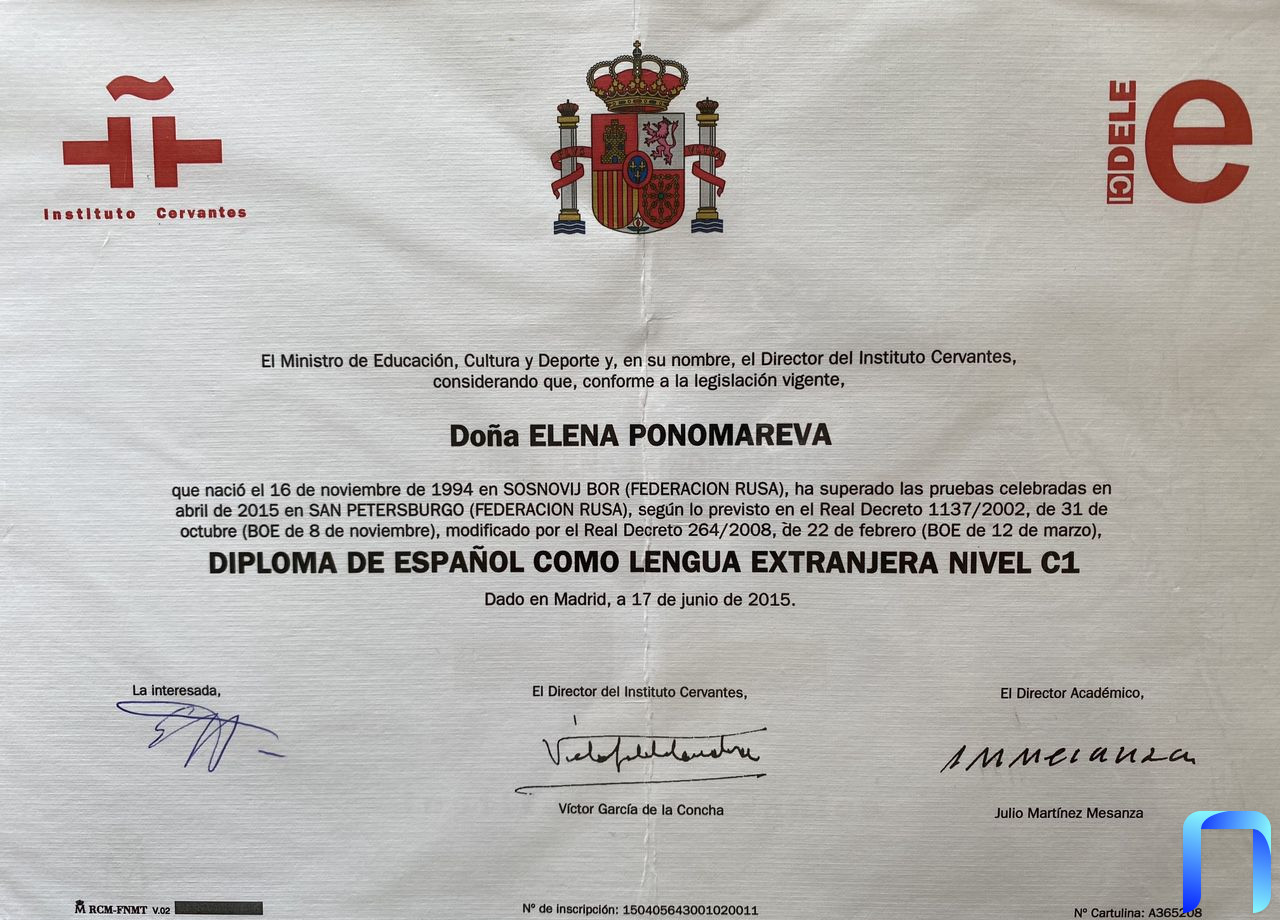 Instituto Cervantes
DELE
e
El Ministro de Educación, Cultura y Deporte y, en su nombre, el Director del Instituto Cervantes,
considerando que, conforme a la legislación vigente,
Doña ELENA PONOMAREVA
que nació el 16 de noviembre de 1994 en SOSNOVIJ BOR (FEDERACION RUSA), ha superado las pruebas celebradas en
abril de 2015 en SAN PETERSBURGO (FEDERACION RUSA), según lo previsto en el Real Decreto 1137/2002, de 31 de
octubre (BOE de 8 de noviembre), modificado por el Real Decreto 264/2008, de 22 de febrero (BOE de 12 de marzo),
DIPLOMA DE ESPAÑOL COMO LENGUA EXTRANJERA NIVEL C1
Dado en Madrid, a 17 de junio de 2015.
La interesada,
El Director del Instituto Cervantes,
El Director Académico,
Víctor García de la Concha
Julio Martínez Mesanza
RCM-FNMT V.02
Nº de inscripción: 150405643001020011
Nº Cartulina: A365208